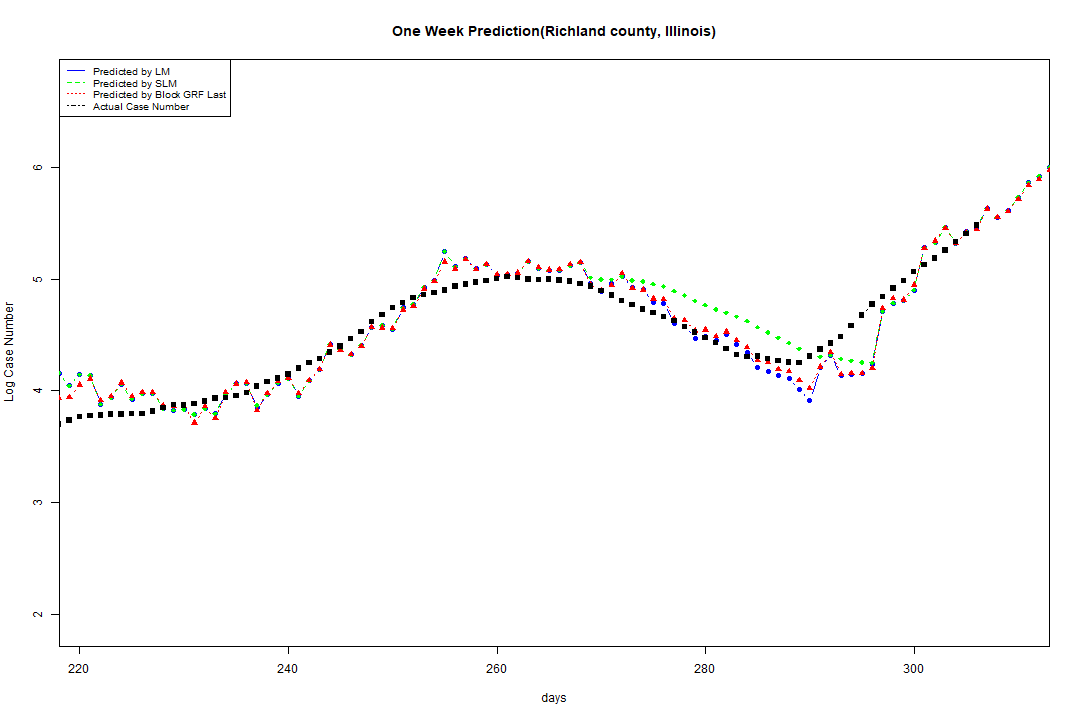 One Week Prediction(Richland county, Illinois)
Predicted by LM
Predicted by SLM
Predicted by Block GRF Last
Actual Case Number
Log Case Number
6
5
4
3
2
220 240 260 280 300
days